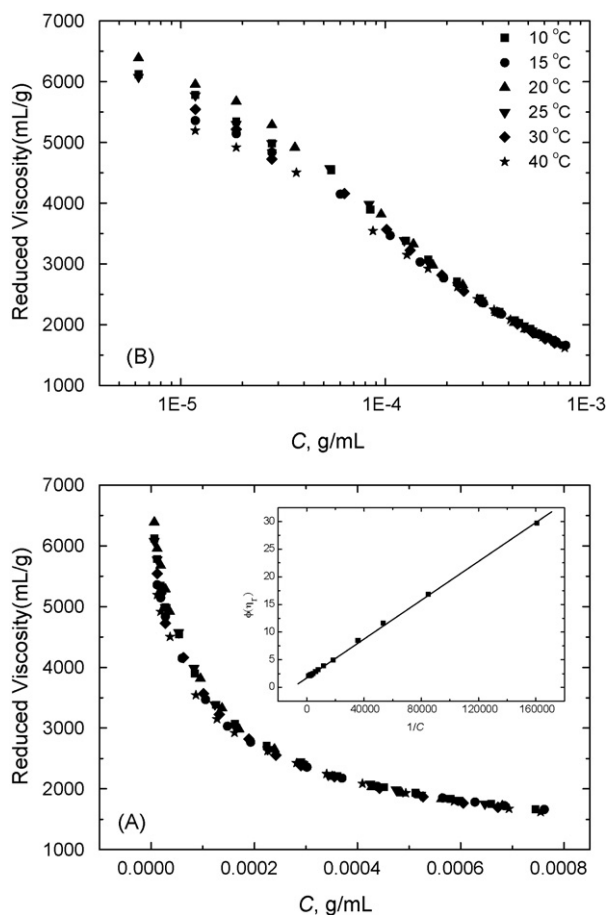 7000
6000
5000
4000
3000
2000
1000
Reduced Viscosity(mL/g)
10 °C
15 °C
20 °C
25 °C
30 °C
40 °C
(B)
1E-5 1E-4 1E-3
C, g/mL
7000
6000
5000
4000
3000
2000
1000
Reduced Viscosity(mL/g)
30
25
20
15
10
5
0
ϕ(ηr)
0 40000 80000 120000 160000
1/C
(A)
0.0000 0.0002 0.0004 0.0006 0.0008
C, g/mL